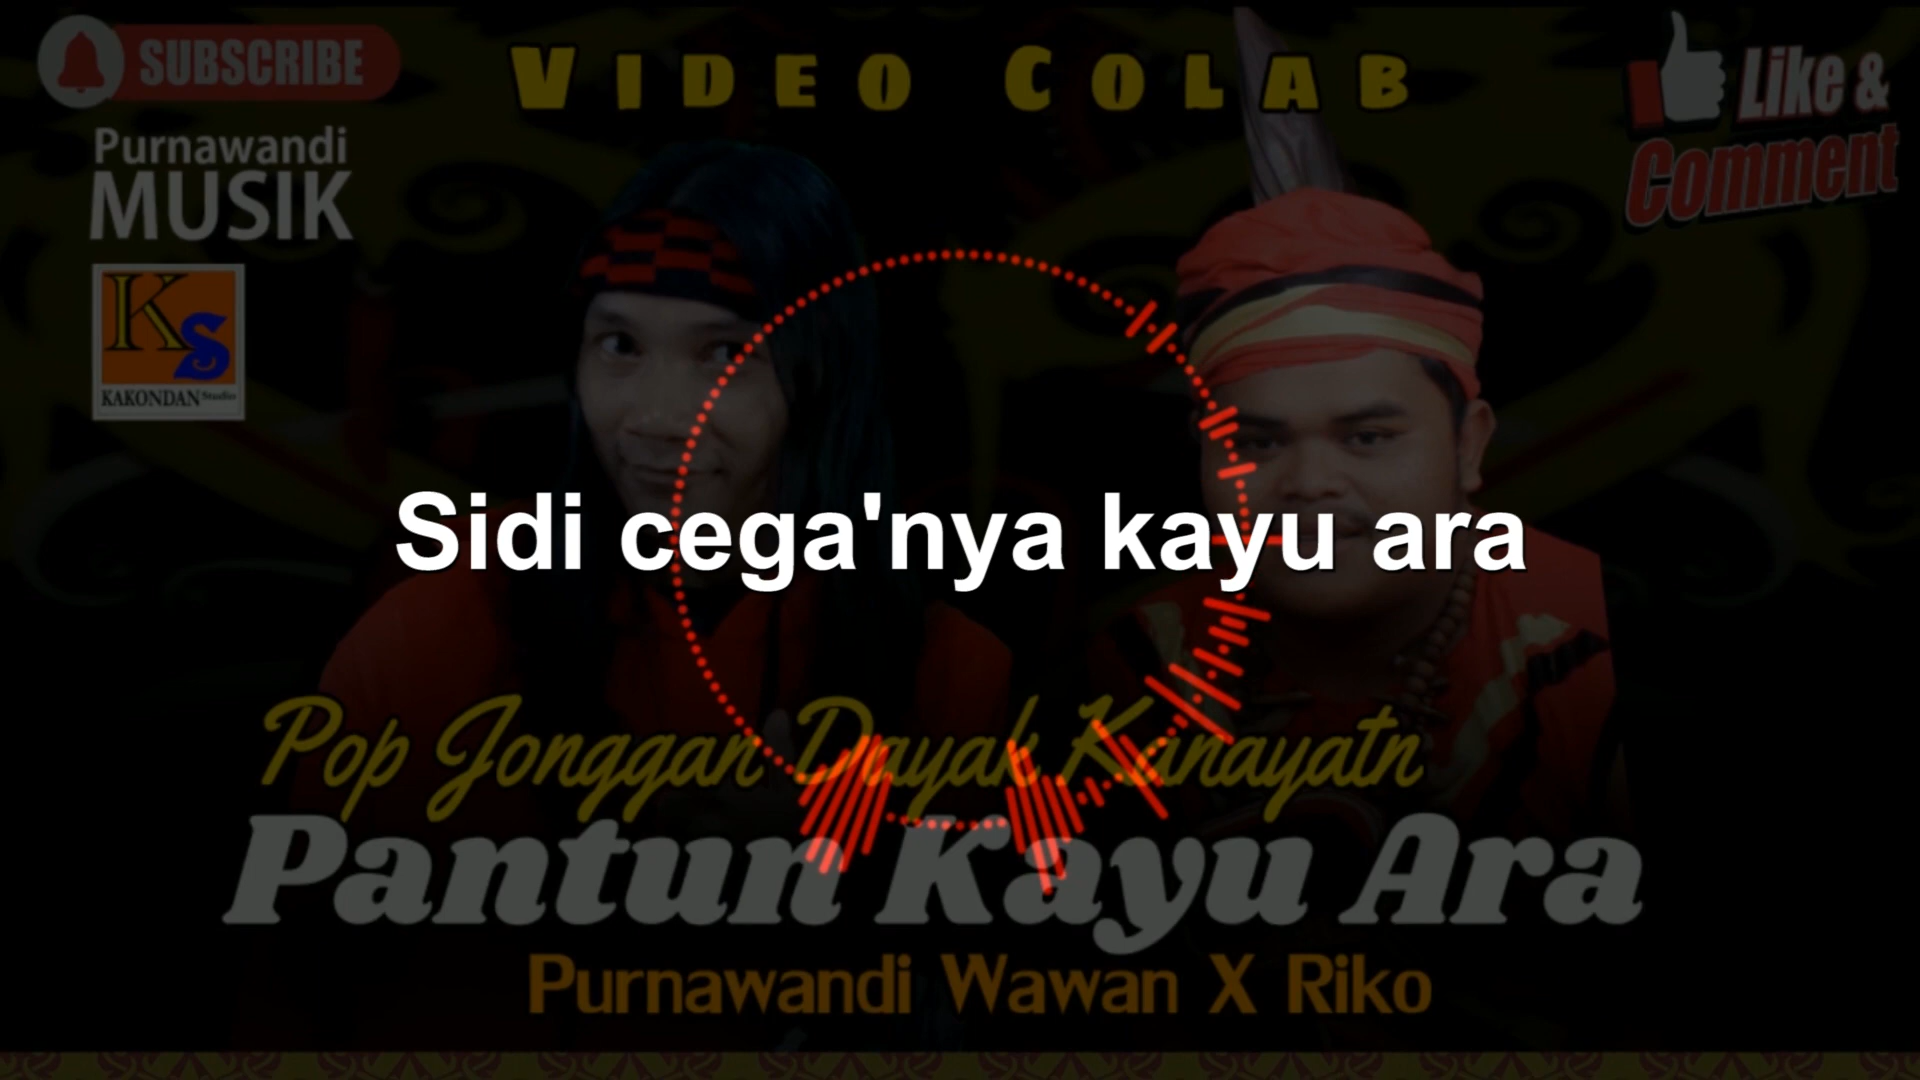 SUBSCRIBE
VIDEO COLAB
Like &
Comment
Purnawandi
MUSIK
KS
KAKONDAN Studio
Sidi cega'nya kayu ara
Pop Jonggan Dayak Kanayatn
Pantun Kayu Ara
Purnawandi Wawan X Riko